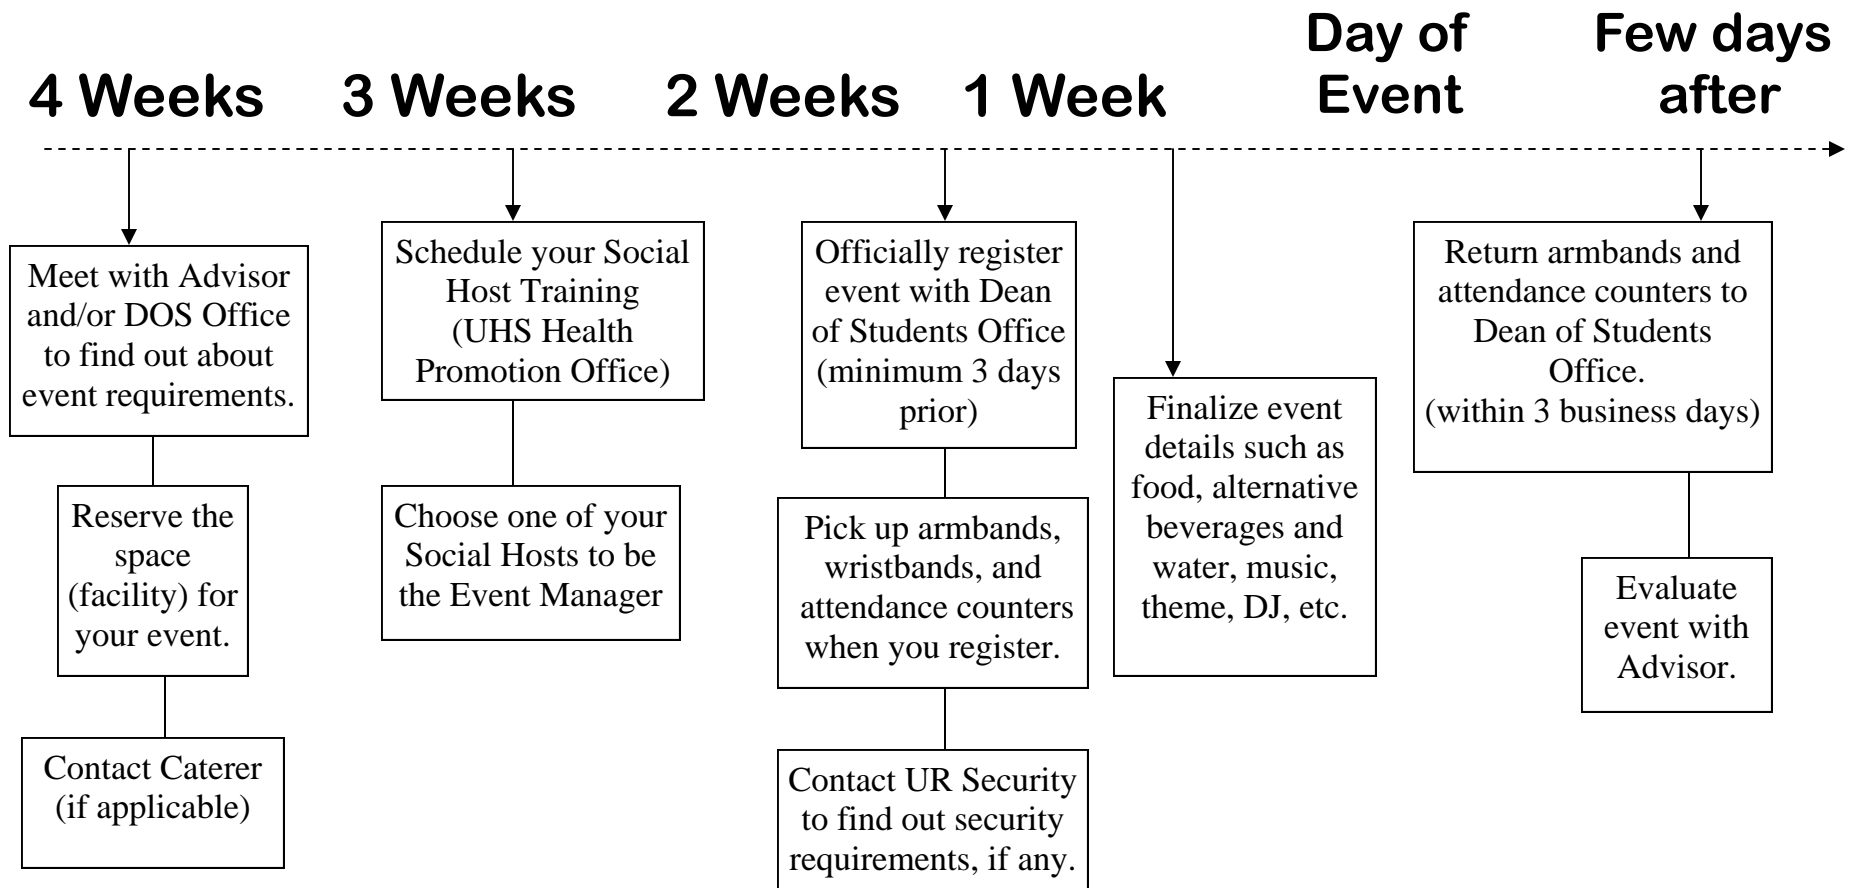 4 Weeks
3 Weeks
2 Weeks
1 Week
Day of
Event
Few days
after
Meet with Advisor
and/or DOS Office
to find out about
event requirements.
Reserve the
space
(facility) for
your event.
Contact Caterer
(if applicable)
Schedule your Social
Host Training
(UHS Health
Promotion Office)
Choose one of your
Social Hosts to be
the Event Manager
Officially register
event with Dean
of Students Office
(minimum 3 days
prior)
Pick up armbands,
wristbands, and
attendance counters
when you register.
Contact UR Security
to find out security
requirements, if any.
Finalize event
details such as
food, alternative
beverages and
water, music,
theme, DJ, etc.
Return armbands and
attendance counters to
Dean of Students
Office.
(within 3 business days)
Evaluate
event with
Advisor.